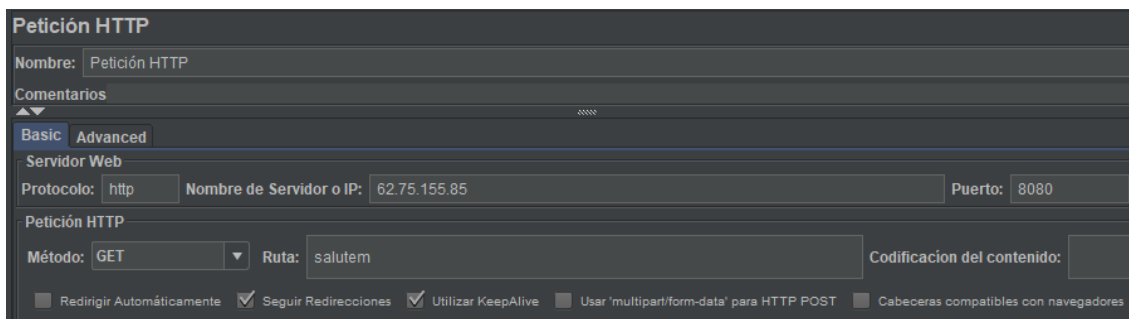 Petición HTTP
Nombre: Petición HTTP
Comentarios
Basic Advanced
Servidor Web
Protocolo: http Nombre de Servidor o IP: 62.75.155.85 Puerto: 8080
Petición HTTP
Método: GET Ruta: salutem Codificacion del contenido:
Redirigir Automáticamente Seguir Redirecciones Utilizar KeepAlive Usar 'multipart/form-data' para HTTP POST Cabeceras compatibles con navegadores